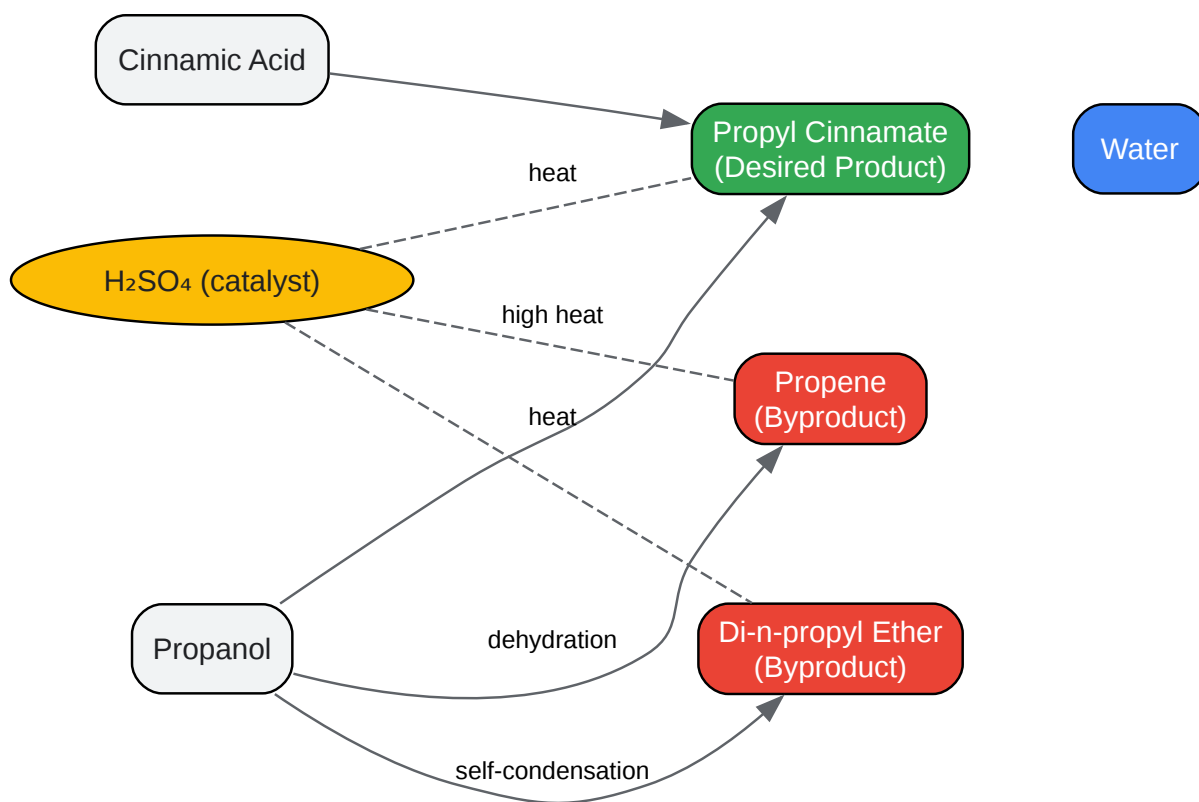 Cinnamic Acid
Propyl Cinnamate
(Desired Product)
Water
heat
H₂SO₄ (catalyst)
high heat
Propene
(Byproduct)
heat
Propanol
dehydration
Di-n-propyl Ether
(Byproduct)
self-condensation